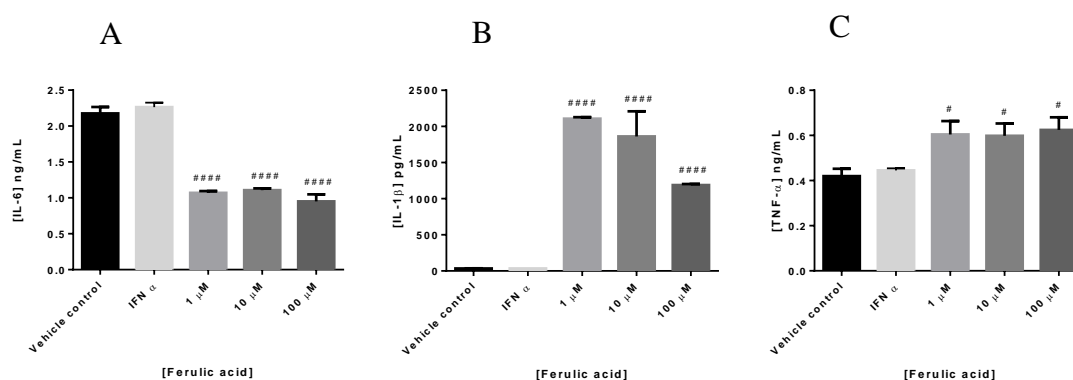 A
B
C
[IL-6] ng/mL
2.5
2.0
1.5
1.0
0.5
0.0
####
####
####
Vehicle control
IFN α
1 μM
10 μM
100 μM
[Ferulic acid]
[IL-1β] pg/mL
2500
2000
1500
1000
500
0
####
####
####
Vehicle control
IFN α
1 μM
10 μM
100 μM
[Ferulic acid]
[TNF-α] ng/mL
0.8
0.6
0.4
0.2
0.0
#
#
#
Vehicle control
IFN α
1 μM
10 μM
100 μM
[Ferulic acid]